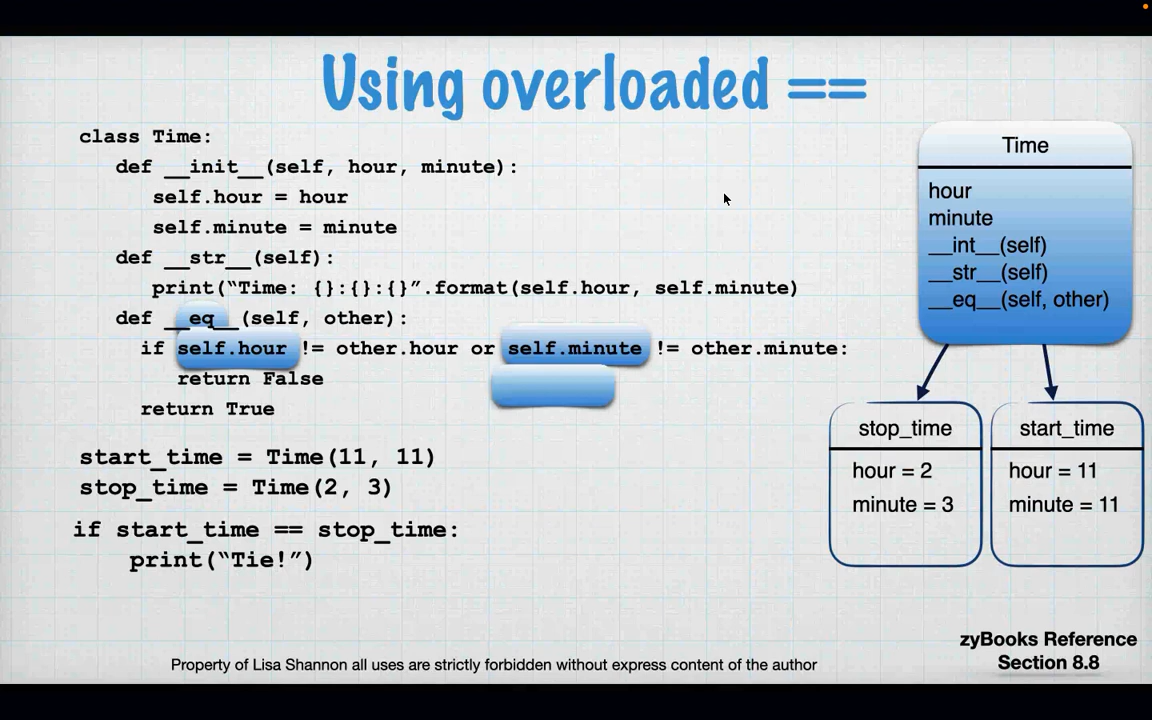 Using overloaded ==
class Time:
def __init__(self, hour, minute):
self.hour = hour
self.minute = minute
def __str__(self):
print(“Time: {}:{}:{}”.format(self.hour, self.minute)
def __eq__(self, other):
if self.hour != other.hour or self.minute != other.minute:
return False
return True
start_time = Time(11, 11)
stop_time = Time(2, 3)
if start_time == stop_time:
print(“Tie!”)
Time
hour
minute
__int__(self)
__str__(self)
__eq__(self, other)
stop_time
hour = 2
minute = 3
start_time
hour = 11
minute = 11
zyBooks Reference
Section 8.8
Property of Lisa Shannon all uses are strictly forbidden without express content of the author